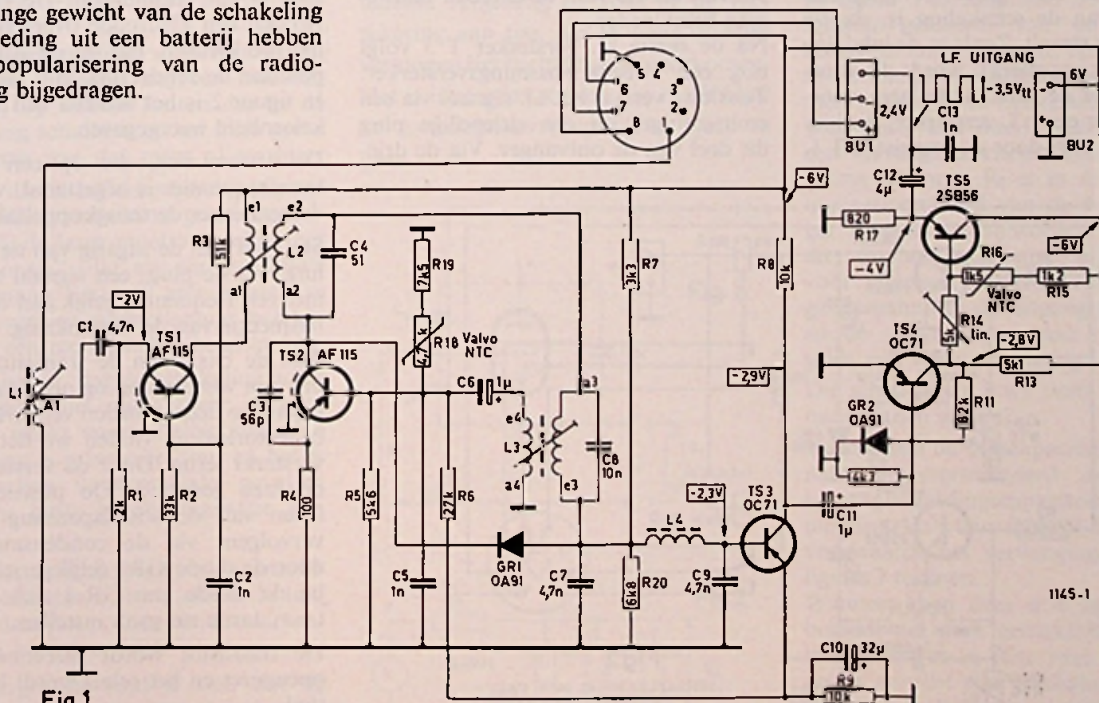 nge gewicht van de schakeling
eding uit een batterij hebben
popularisering van de radio-
g bijgedragen.
5 4
6 3
7 2
8 1
LF UITGANG
-2,4V
-3,5Vtt
6V
BU1
C13
1n
BU2
C12
4µ
TS5
2SB56
820
R17
-4V
R16
-6V
1k5
1k2
Valvo
NTC
R15
R14
5k
lin.
-2,8V
TS4
OC71
5k1
R13
GR2
OA91
R11
82k
4k3
C11
1µ
-6V
e1
e2
R3
51k
L2
C4
51
a1
a2
R19
7k5
R7
3k3
R8
10k
-2V
C1
4,7n
TS1
AF115
TS2
AF115
R18
4,7k
Valvo
NTC
L1
A1
C3
56p
C6
1µ
a3
e4
L3
a4
e3
C8
10n
-2,9V
-2,3V
TS3
OC71
R1
12k
R2
33k
C2
1n
R4
100
R5
5k6
R6
27k
C5
1n
GR1
OA91
C7
4,7n
L4
R20
6k8
C9
4,7n
1145-1
C10
32µ
R9
10k
Fig.1